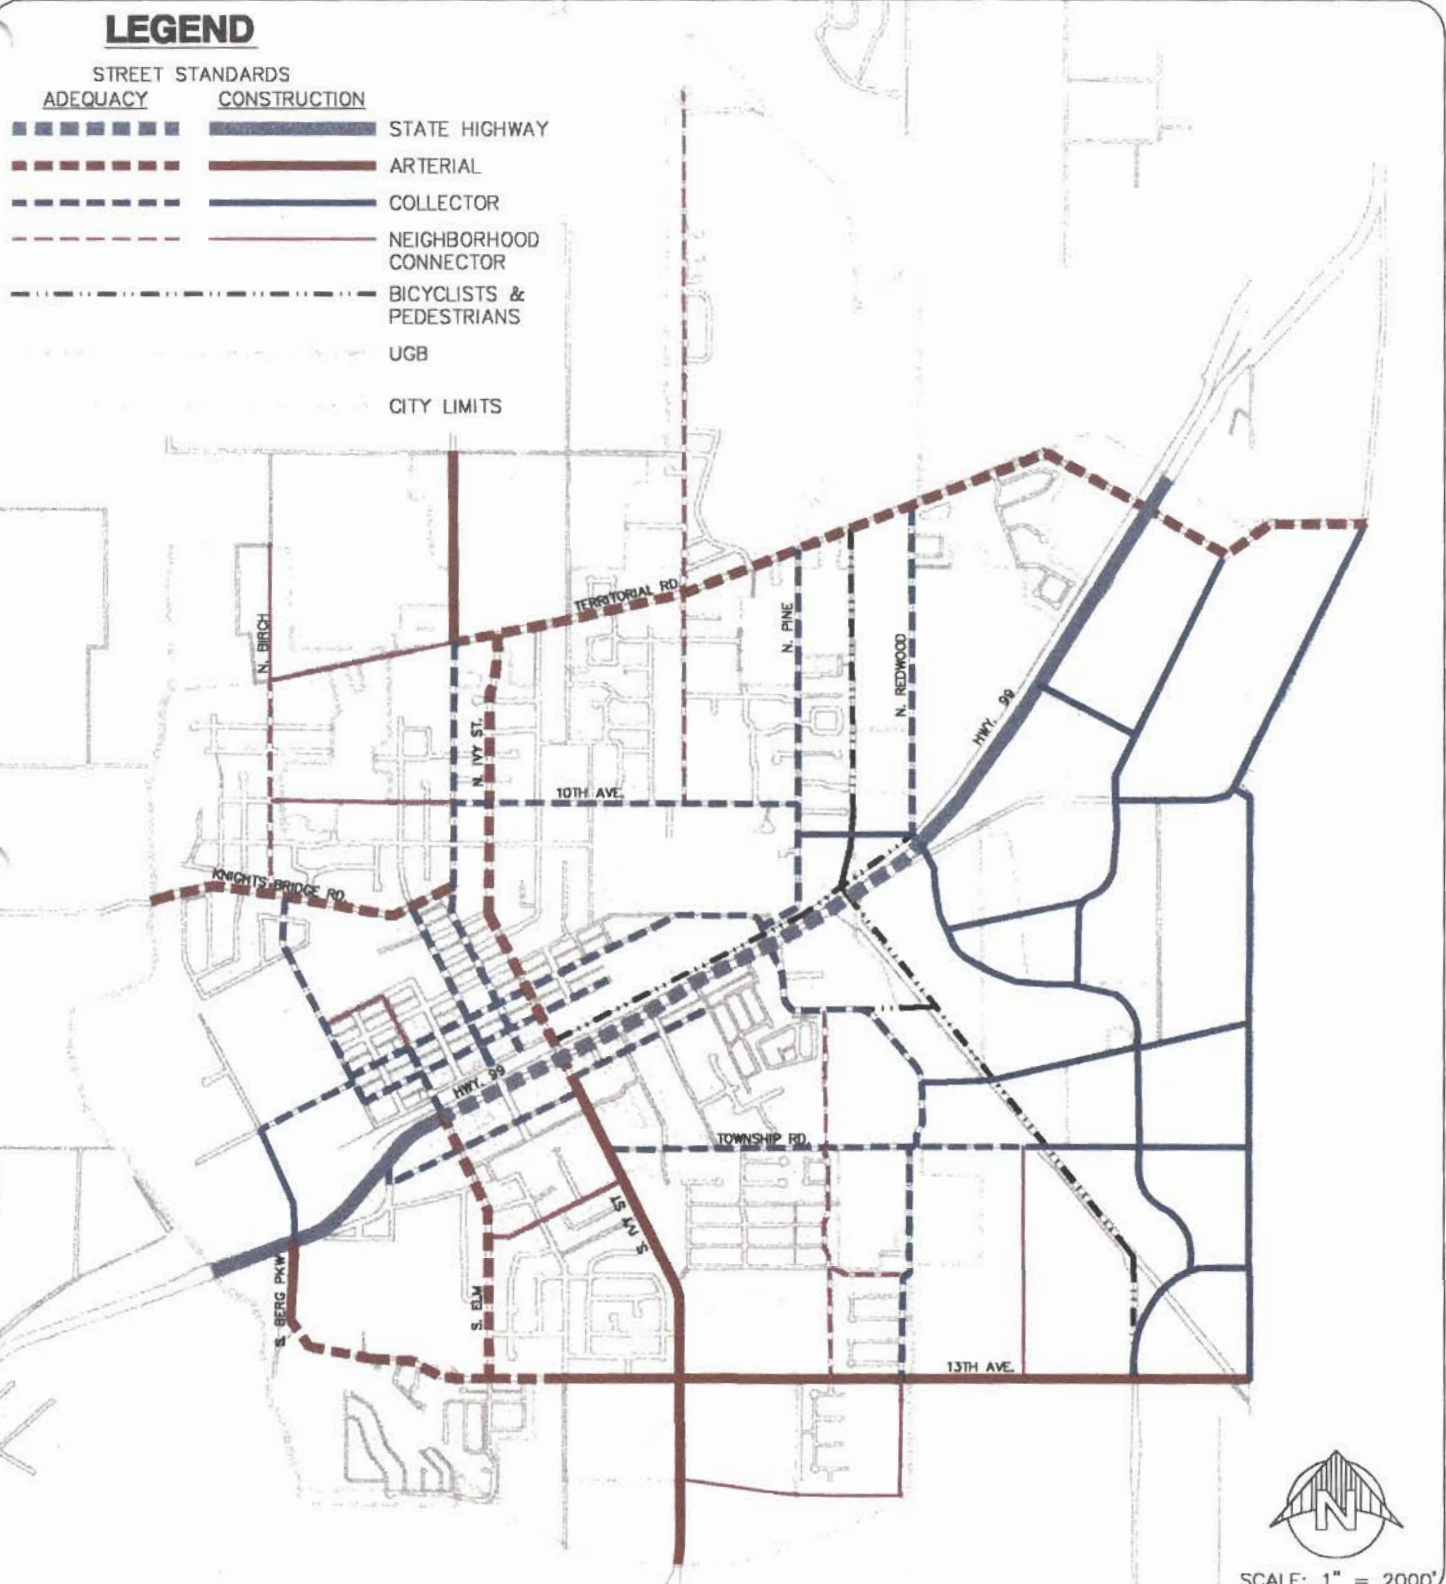 LEGEND
STREET STANDARDS
ADEQUACY CONSTRUCTION
STATE HIGHWAY
ARTERIAL
COLLECTOR
NEIGHBORHOOD
CONNECTOR
BICYCLISTS &
PEDESTRIANS
UGB
CITY LIMITS
TERRITORIAL RD.
N. BIRCH
N. PINE
N. REDWOOD
N. IVY ST.
HWY. 99
10TH AVE.
KNIGHTS BRIDGE RD.
HWY. 99
TOWNSHIP RD.
S. IVY ST
S. BERG PKWY
S. ELM
13TH AVE.
N
SCALE: 1" = 2000'